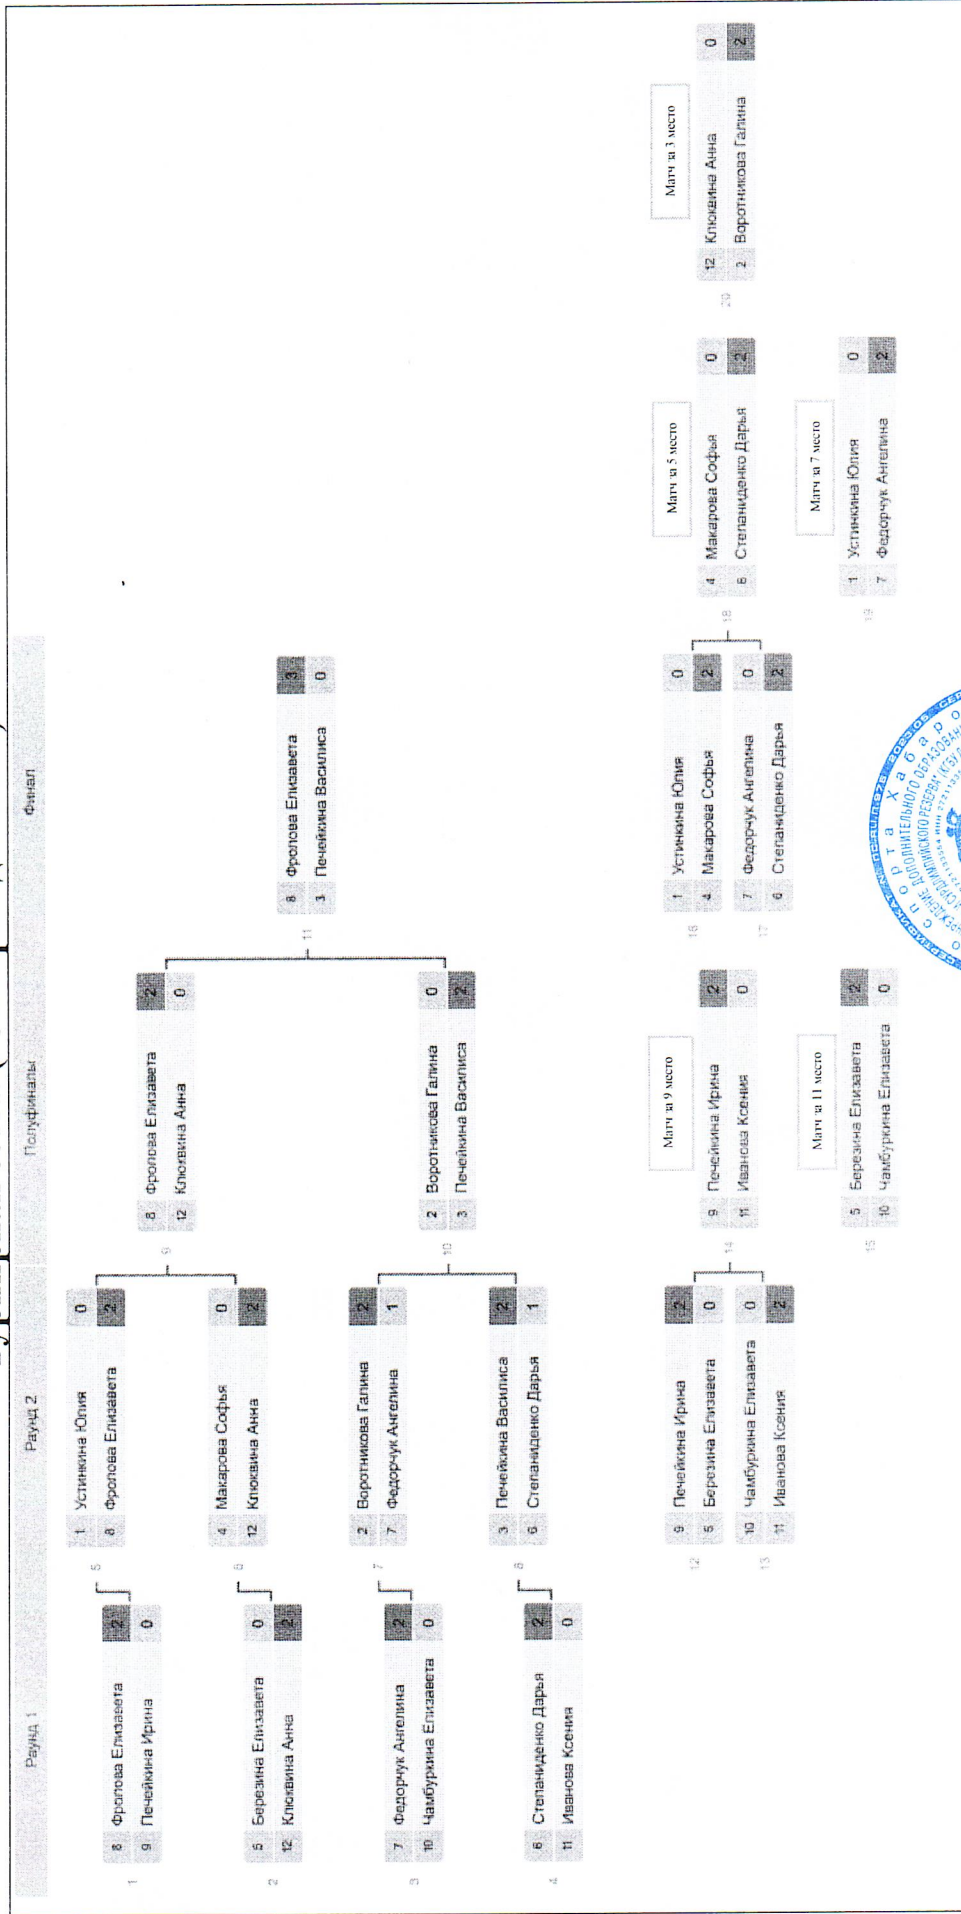 Раунд 1
Раунд 2
Полуфиналы
Финал
1
8 Фролова Елизавета 2
9 Печейкина Ирина 0
2
5 Березина Елизавета 0
12 Клюквина Анна 2
3
7 Федорчук Ангелина 2
10 Чамбуркина Елизавета 0
4
6 Степаниденко Дарья 2
11 Иванова Ксения 0
5
1 Устинкина Юлия 0
8 Фролова Елизавета 2
6
4 Макарова Софья 0
12 Клюквина Анна 2
7
2 Воротникова Галина 2
7 Федорчук Ангелина 1
8
3 Печейкина Василиса 2
6 Степаниденко Дарья 1
9
8 Фролова Елизавета 2
12 Клюквина Анна 0
10
2 Воротникова Галина 0
3 Печейкина Василиса 2
11
8 Фролова Елизавета 3
3 Печейкина Василиса 0
12
9 Печейкина Ирина 2
5 Березина Елизавета 0
13
10 Чамбуркина Елизавета 0
11 Иванова Ксения 2
Матч за 9 место
14
9 Печейкина Ирина 2
11 Иванова Ксения 0
Матч за 11 место
15
5 Березина Елизавета 2
10 Чамбуркина Елизавета 0
16
1 Устинкина Юлия 0
4 Макарова Софья 2
17
7 Федорчук Ангелина 0
6 Степаниденко Дарья 2
Матч за 5 место
18
4 Макарова Софья 0
6 Степаниденко Дарья 2
Матч за 7 место
19
1 Устинкина Юлия 0
7 Федорчук Ангелина 2
Матч за 3 место
20
12 Клюквина Анна 0
2 Воротникова Галина 2